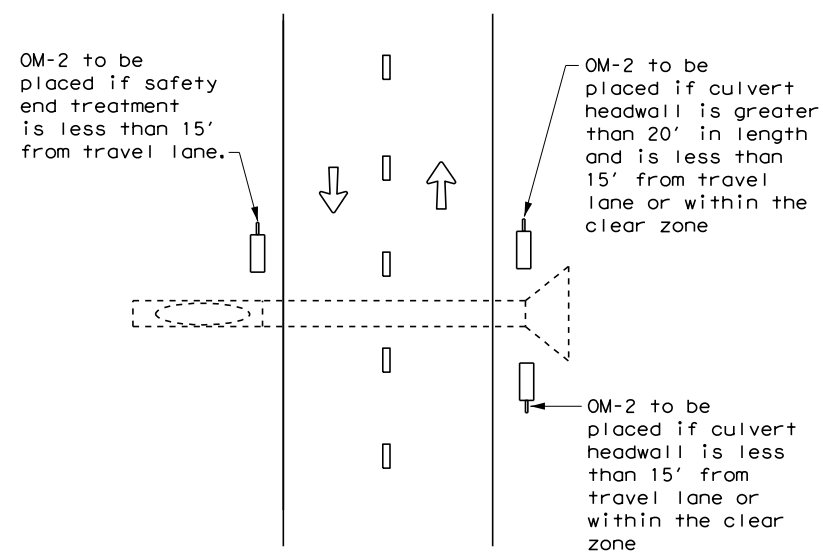 OM-2 to be
placed if safety
end treatment
is less than 15'
from travel lane.
OM-2 to be
placed if culvert
headwall is greater
than 20' in length
and is less than
15' from travel
lane or within the
clear zone
OM-2 to be
placed if culvert
headwall is less
than 15' from
travel lane or
within the clear
zone